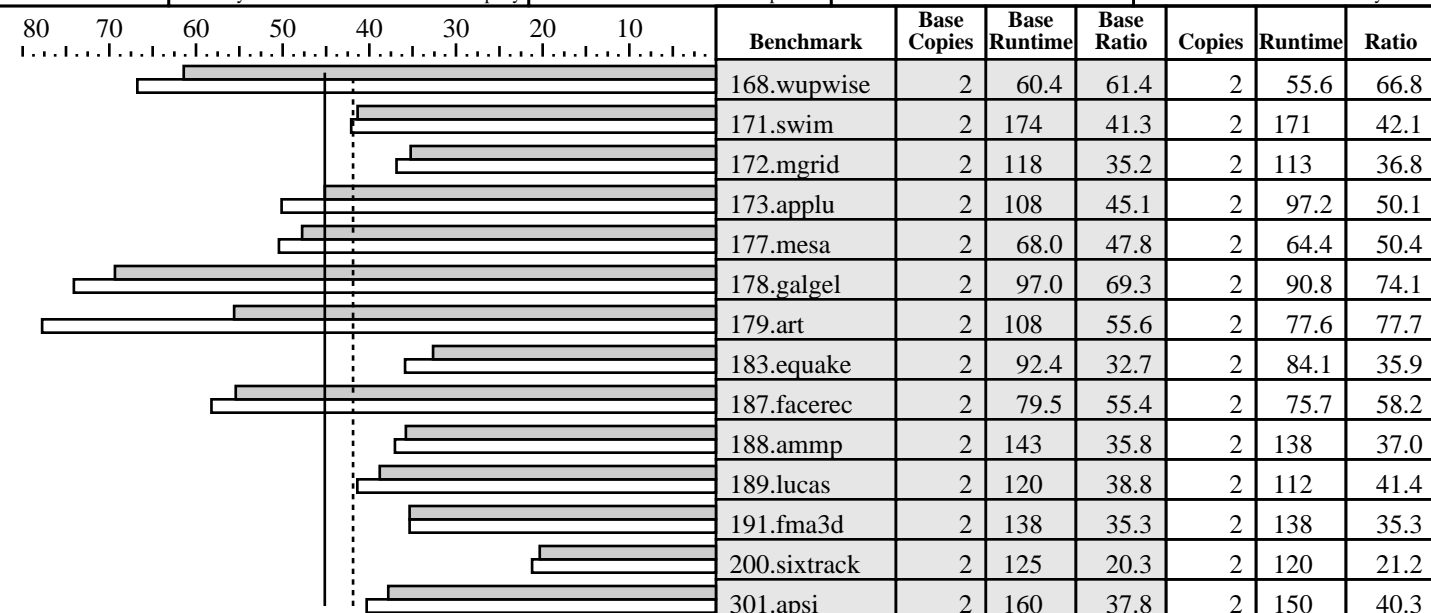 80 70 60 50 40 30 20 10
Benchmark Base Copies Base Runtime Base Ratio Copies Runtime Ratio
168.wupwise 2 60.4 61.4 2 55.6 66.8
171.swim 2 174 41.3 2 171 42.1
172.mgrid 2 118 35.2 2 113 36.8
173.applu 2 108 45.1 2 97.2 50.1
177.mesa 2 68.0 47.8 2 64.4 50.4
178.galgel 2 97.0 69.3 2 90.8 74.1
179.art 2 108 55.6 2 77.6 77.7
183.equake 2 92.4 32.7 2 84.1 35.9
187.facerec 2 79.5 55.4 2 75.7 58.2
188.ammp 2 143 35.8 2 138 37.0
189.lucas 2 120 38.8 2 112 41.4
191.fma3d 2 138 35.3 2 138 35.3
200.sixtrack 2 125 20.3 2 120 21.2
301.apsi 2 160 37.8 2 150 40.3